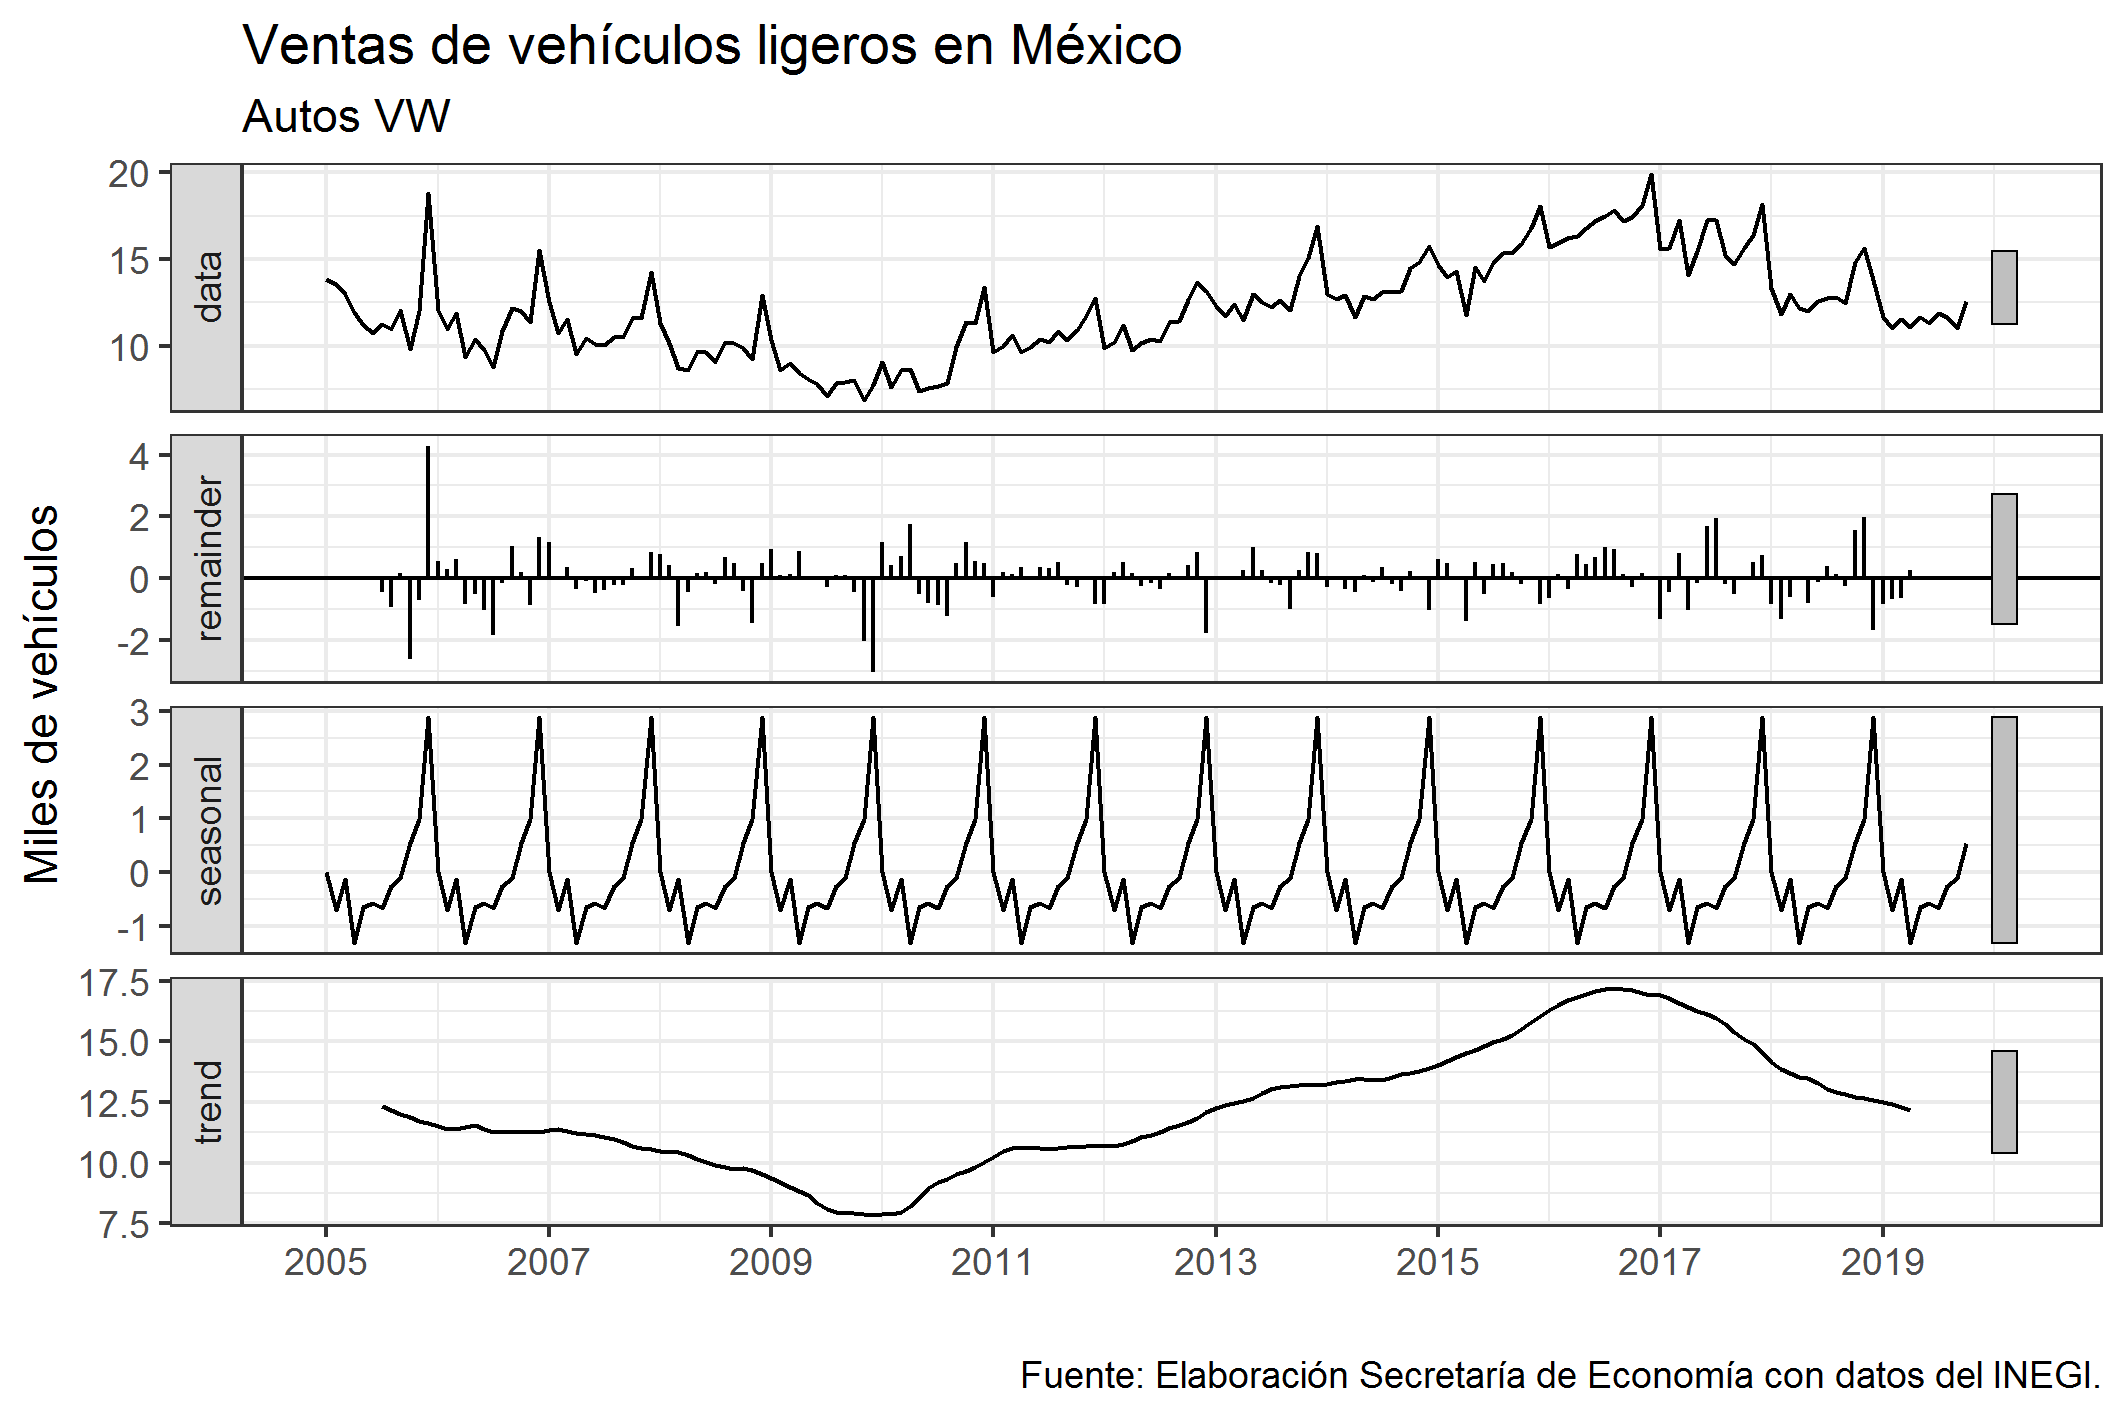 Ventas de vehículos ligeros en México
Autos VW
Miles de vehículos
data
20
15
10
remainder
4
2
0
-2
seasonal
3
2
1
0
-1
trend
17.5
15.0
12.5
10.0
7.5
2005 2007 2009 2011 2013 2015 2017 2019
Fuente: Elaboración Secretaría de Economía con datos del INEGI.